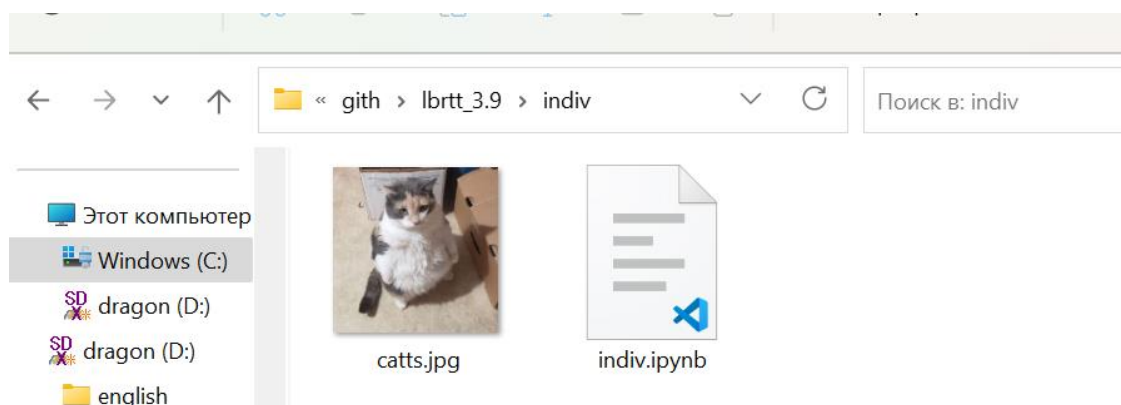 « gith > lbrtt_3.9 > indiv
Поиск в: indiv
Этот компьютер
Windows (C:)
SD dragon (D:)
SD dragon (D:)
english
catts.jpg
indiv.ipynb